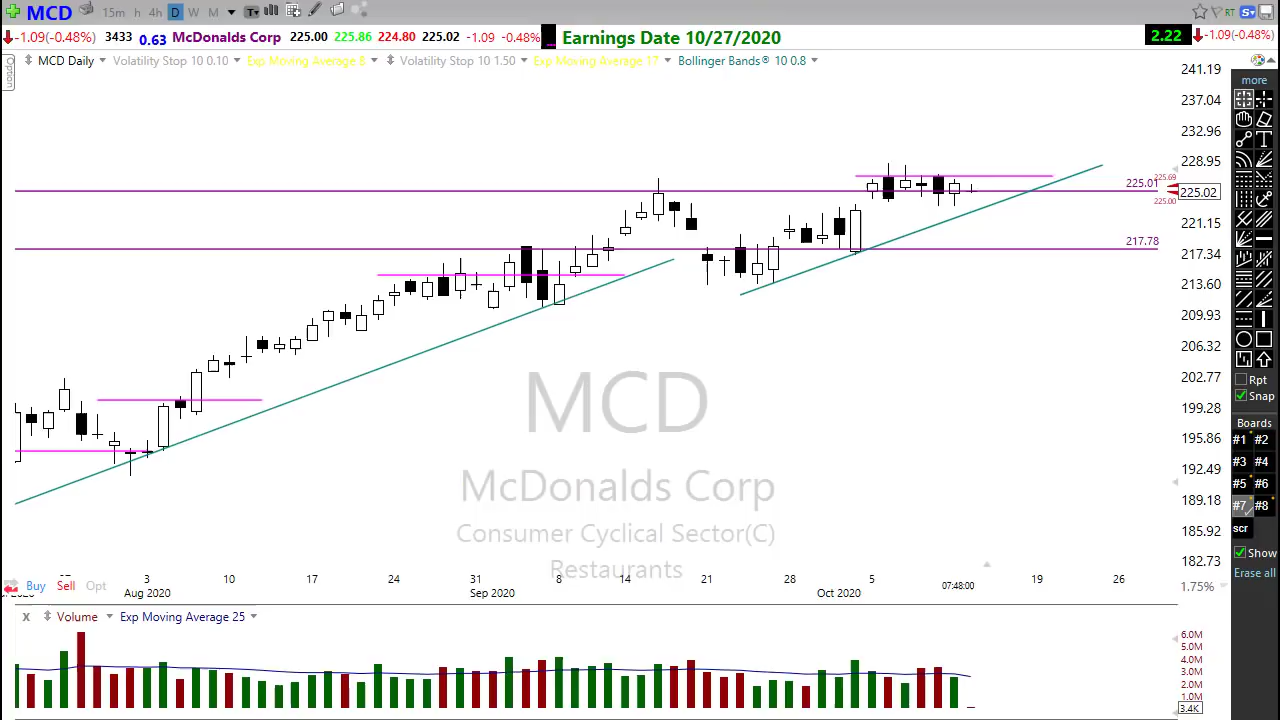 MCD 15m h 4h D W M T RT S
-1.09(-0.48%) 3433 0.63 McDonalds Corp 225.00 225.86 224.80 225.02 -1.09 -0.48% Earnings Date 10/27/2020 2.22 -1.09(-0.48%)
Option
MCD Daily Volatility Stop 10 0.10 Exp Moving Average 8 Volatility Stop 10 1.50 Exp Moving Average 17 Bollinger Bands® 10 0.8
241.19
237.04
232.96
228.95
225.69
225.01
225.02
225.00
221.15
217.78
217.34
213.60
209.93
206.32
202.77
199.28
195.86
192.49
189.18
185.92
182.73
MCD
McDonalds Corp
Consumer Cyclical Sector(C)
Restaurants
more
T
Rpt
Snap
Boards
#1 #2
#3 #4
#5 #6
#7 #8
scr
Show
Erase all
3 10 17 24 31 8 14 21 28 5 07:48:00 19 26
Buy Sell Opt
Aug 2020 Sep 2020 Oct 2020
1.75%
x Volume Exp Moving Average 25
6.0M
5.0M
4.0M
3.0M
2.0M
1.0M
3.4K